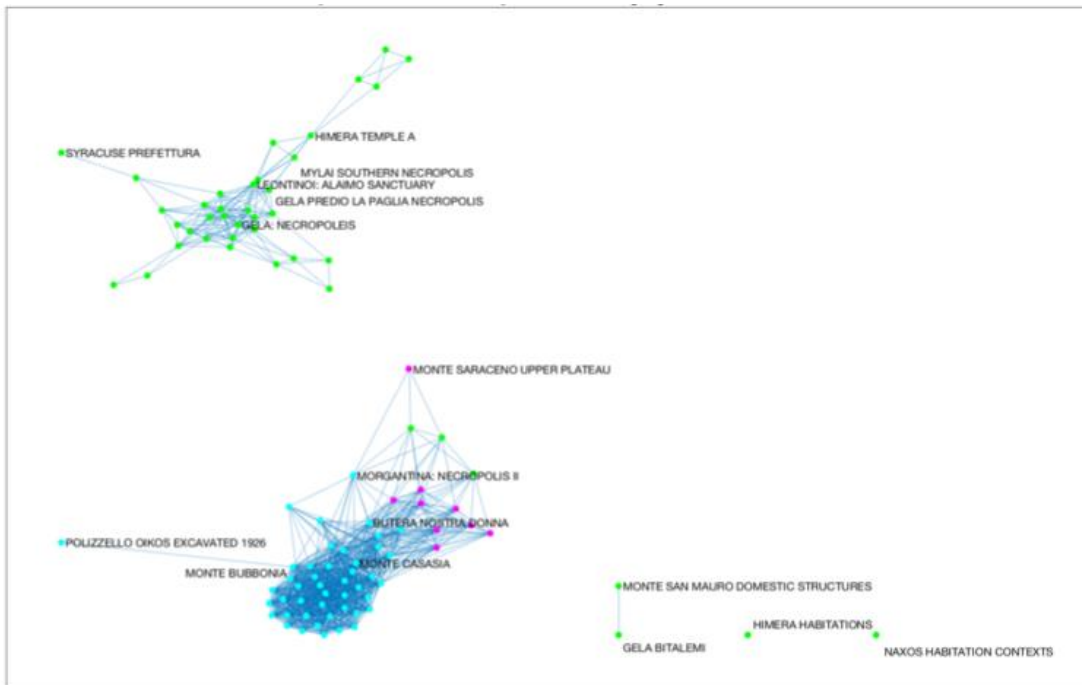 HIMERA TEMPLE A
SYRACUSE PREFETTURA
MYLAI SOUTHERN NECROPOLIS
LEONTINOI: ALAIMO SANCTUARY
GELA PREDIO LA PAGLIA NECROPOLIS
GELA: NECROPOLEIS
MONTE SARACENO UPPER PLATEAU
MORGANTINA: NECROPOLIS II
BUTERA NOSTRA DONNA
POLIZZELLO OIKOS EXCAVATED 1926
MONTE CASASIA
MONTE BUBBONIA
MONTE SAN MAURO DOMESTIC STRUCTURES
HIMERA HABITATIONS
GELA BITALEMI
NAXOS HABITATION CONTEXTS